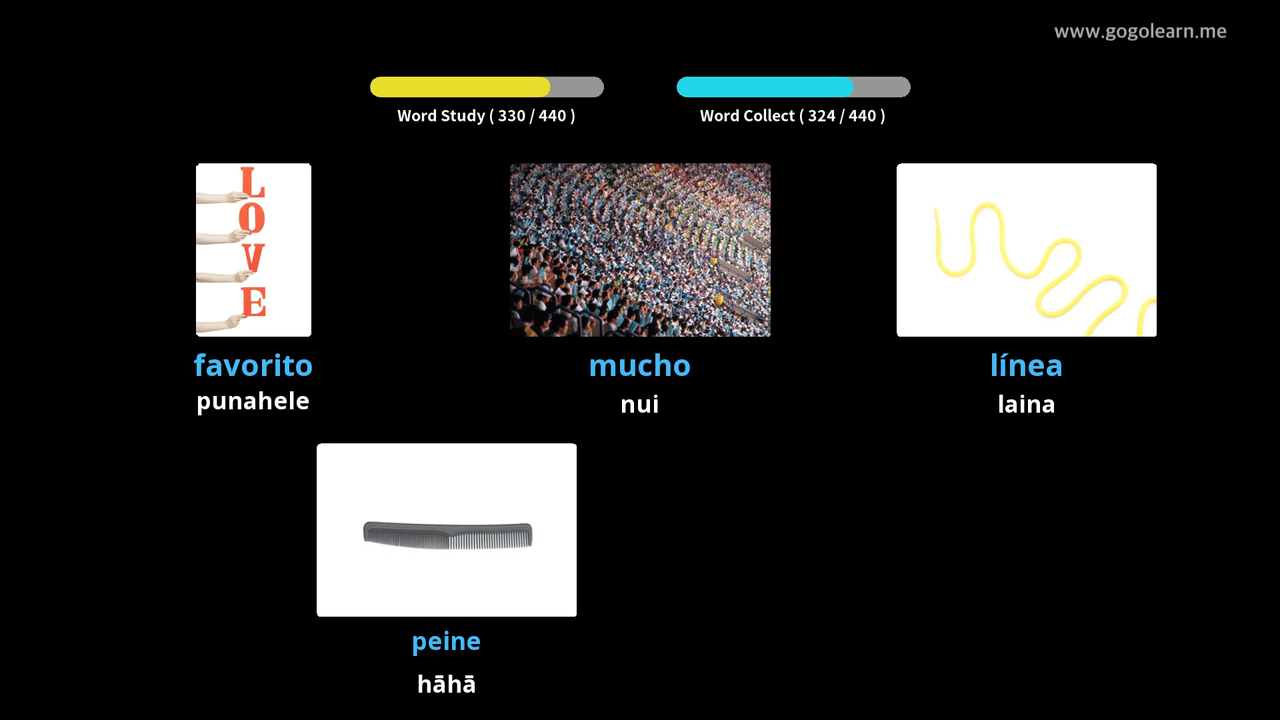 www.gogolearn.me
Word Study ( 330 / 440 )
Word Collect ( 324 / 440 )
L
O
V
E
favorito
punahele
mucho
nui
línea
laina
peine
hāhā